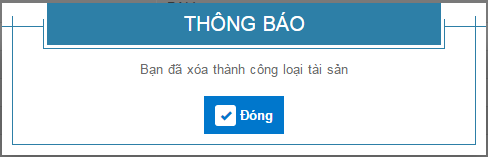 THÔNG BÁO
Bạn đã xóa thành công loại tài sản
Đóng